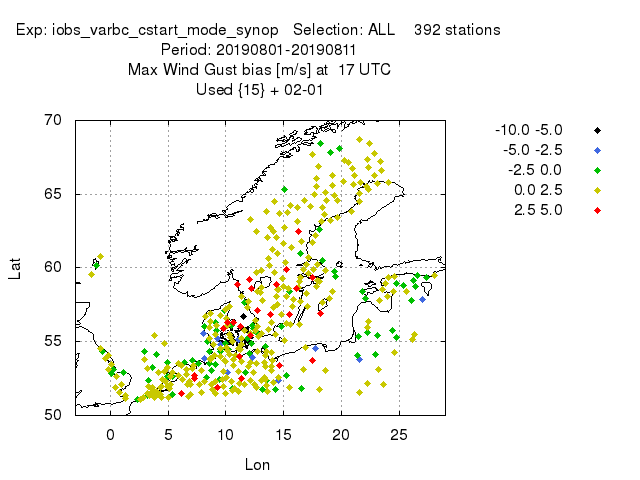 Exp: iobs_varbc_cstart_mode_synop   Selection: ALL    392 stations
Period: 20190801-20190811
Max Wind Gust bias [m/s] at  17 UTC
Used {15} + 02-01
-10.0 -5.0
-5.0 -2.5
-2.5 0.0
0.0 2.5
2.5 5.0
70
65
60
55
50
Lat
0 5 10 15 20 25
Lon